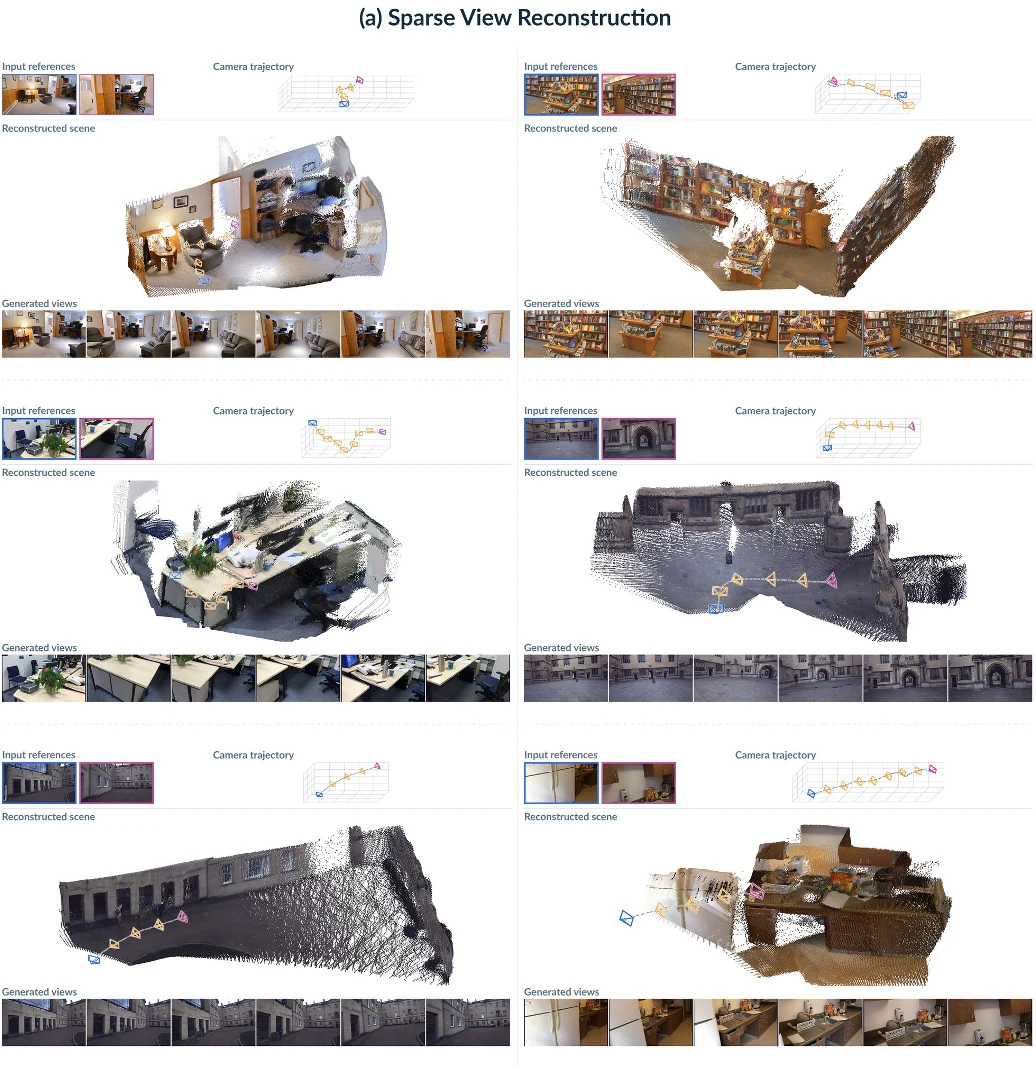 (a) Sparse View Reconstruction
Input references
Camera trajectory
Reconstructed scene
Generated views
Input references
Camera trajectory
Reconstructed scene
Generated views
Input references
Camera trajectory
Reconstructed scene
Generated views
Input references
Camera trajectory
Reconstructed scene
Generated views
Input references
Camera trajectory
Reconstructed scene
Generated views
Input references
Camera trajectory
Reconstructed scene
Generated views